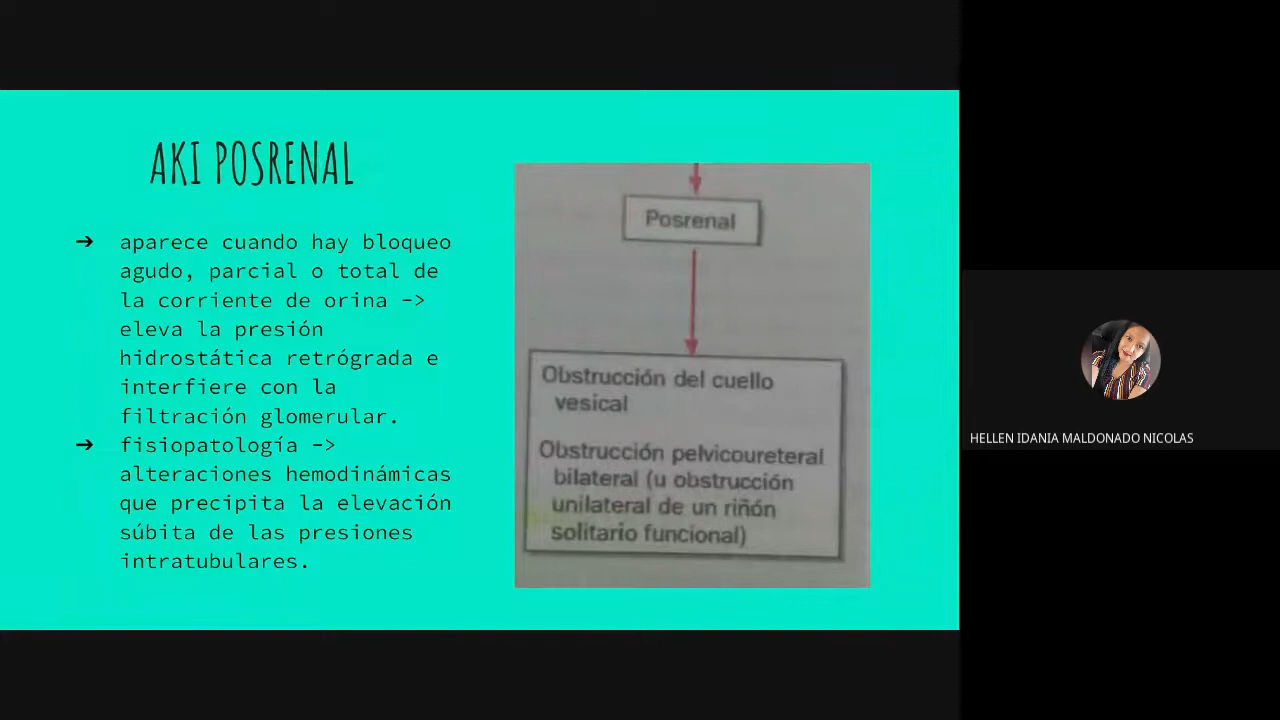 AKI POSRENAL
➔ aparece cuando hay bloqueo
agudo, parcial o total de
la corriente de orina ->
eleva la presión
hidrostática retrógrada e
interfiere con la
filtración glomerular.
➔ fisiopatología ->
alteraciones hemodinámicas
que precipita la elevación
súbita de las presiones
intratubulares.
Posrenal
Obstrucción del cuello
vesical
Obstrucción pelvicoureteral
bilateral (u obstrucción
unilateral de un riñón
solitario funcional)
HELLEN IDANIA MALDONADO NICOLAS